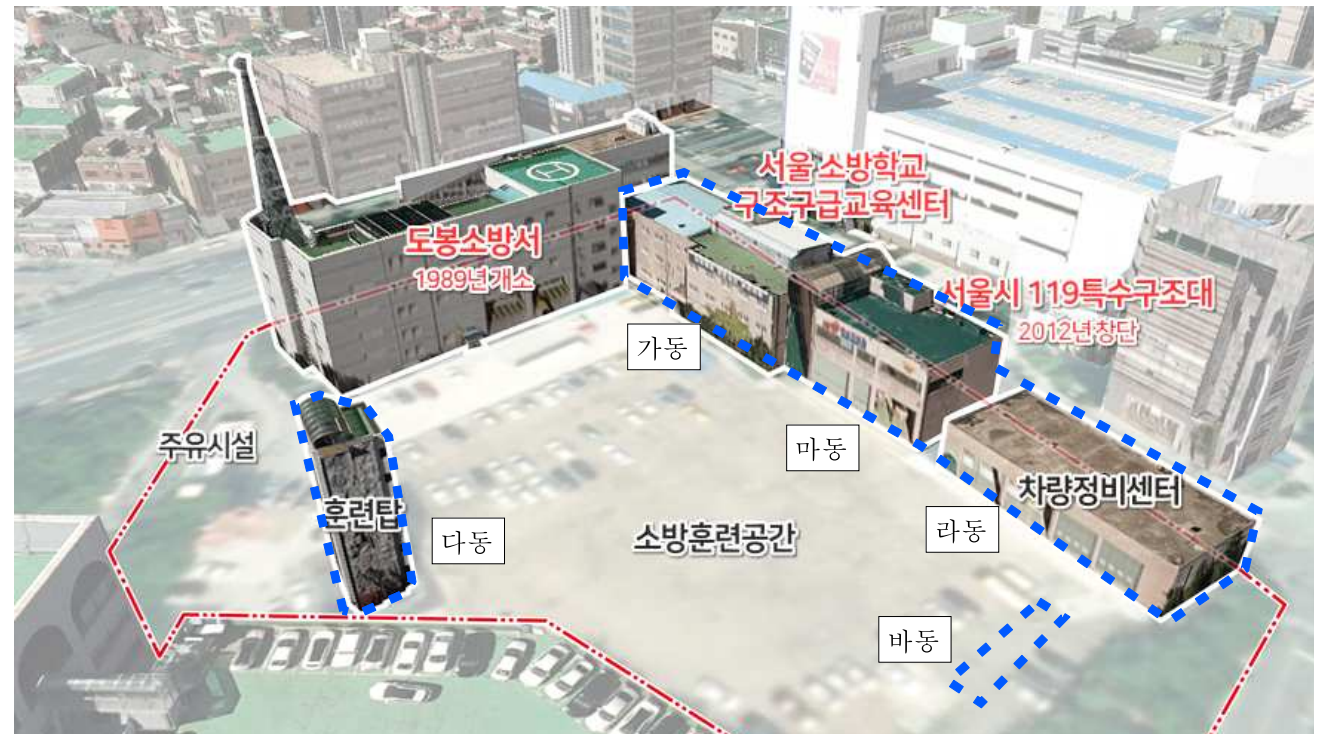 서울 소방학교
구조구급교육센터
도봉소방서
1989년개소
서울시 119특수구조대
2012년창단
가동
주유시설
마동
훈련탑
차량정비센터
다동
소방훈련공간
라동
바동